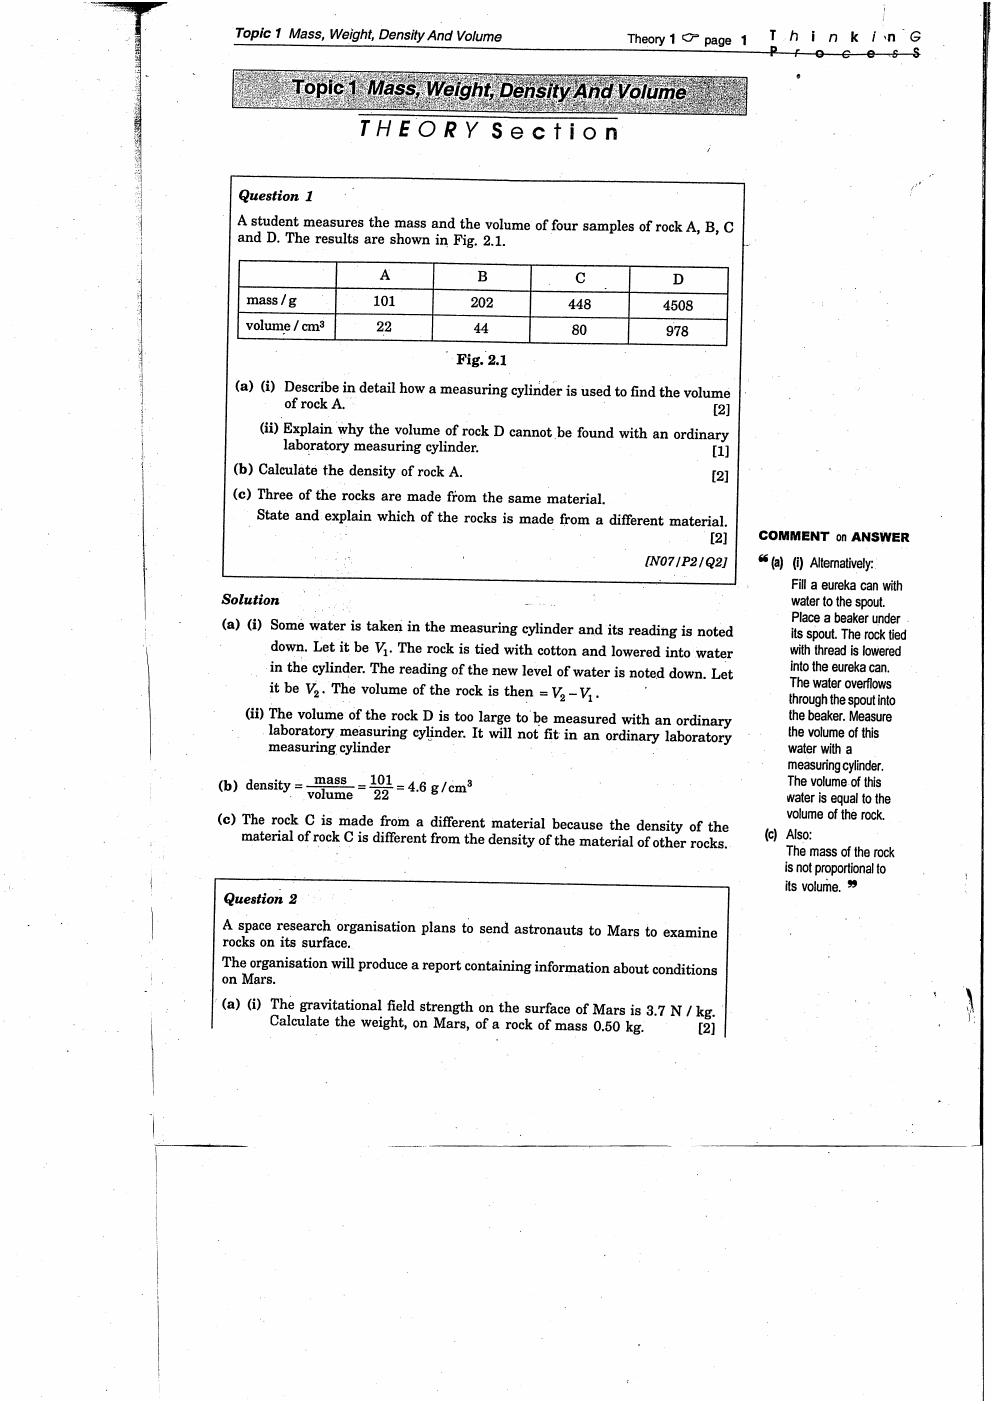 Topic 1 Mass, Weight, Density And Volume
Theory 1 ☞ page 1
T h i n k i n G
P r o c e s S
Topic 1 Mass, Weight, Density And Volume
THEORY Section
Question 1
A student measures the mass and the volume of four samples of rock A, B, C
and D. The results are shown in Fig. 2.1.
A B C D
mass / g 101 202 448 4508
volume / cm³ 22 44 80 978
Fig. 2.1
(a) (i) Describe in detail how a measuring cylinder is used to find the volume
of rock A. [2]
(ii) Explain why the volume of rock D cannot be found with an ordinary
laboratory measuring cylinder. [1]
(b) Calculate the density of rock A. [2]
(c) Three of the rocks are made from the same material.
State and explain which of the rocks is made from a different material.
[2]
[N07/P2/Q2]
Solution
(a) (i) Some water is taken in the measuring cylinder and its reading is noted
down. Let it be V₁. The rock is tied with cotton and lowered into water
in the cylinder. The reading of the new level of water is noted down. Let
it be V₂. The volume of the rock is then = V₂ – V₁.
(ii) The volume of the rock D is too large to be measured with an ordinary
laboratory measuring cylinder. It will not fit in an ordinary laboratory
measuring cylinder
(b) density = mass/volume = 101/22 = 4.6 g/cm³
(c) The rock C is made from a different material because the density of the
material of rock C is different from the density of the material of other rocks.
COMMENT on ANSWER
❝ (a) (i) Alternatively:
Fill a eureka can with
water to the spout.
Place a beaker under
its spout. The rock tied
with thread is lowered
into the eureka can.
The water overflows
through the spout into
the beaker. Measure
the volume of this
water with a
measuring cylinder.
The volume of this
water is equal to the
volume of the rock.
(c) Also:
The mass of the rock
is not proportional to
its volume. ❞
Question 2
A space research organisation plans to send astronauts to Mars to examine
rocks on its surface.
The organisation will produce a report containing information about conditions
on Mars.
(a) (i) The gravitational field strength on the surface of Mars is 3.7 N / kg.
Calculate the weight, on Mars, of a rock of mass 0.50 kg. [2]